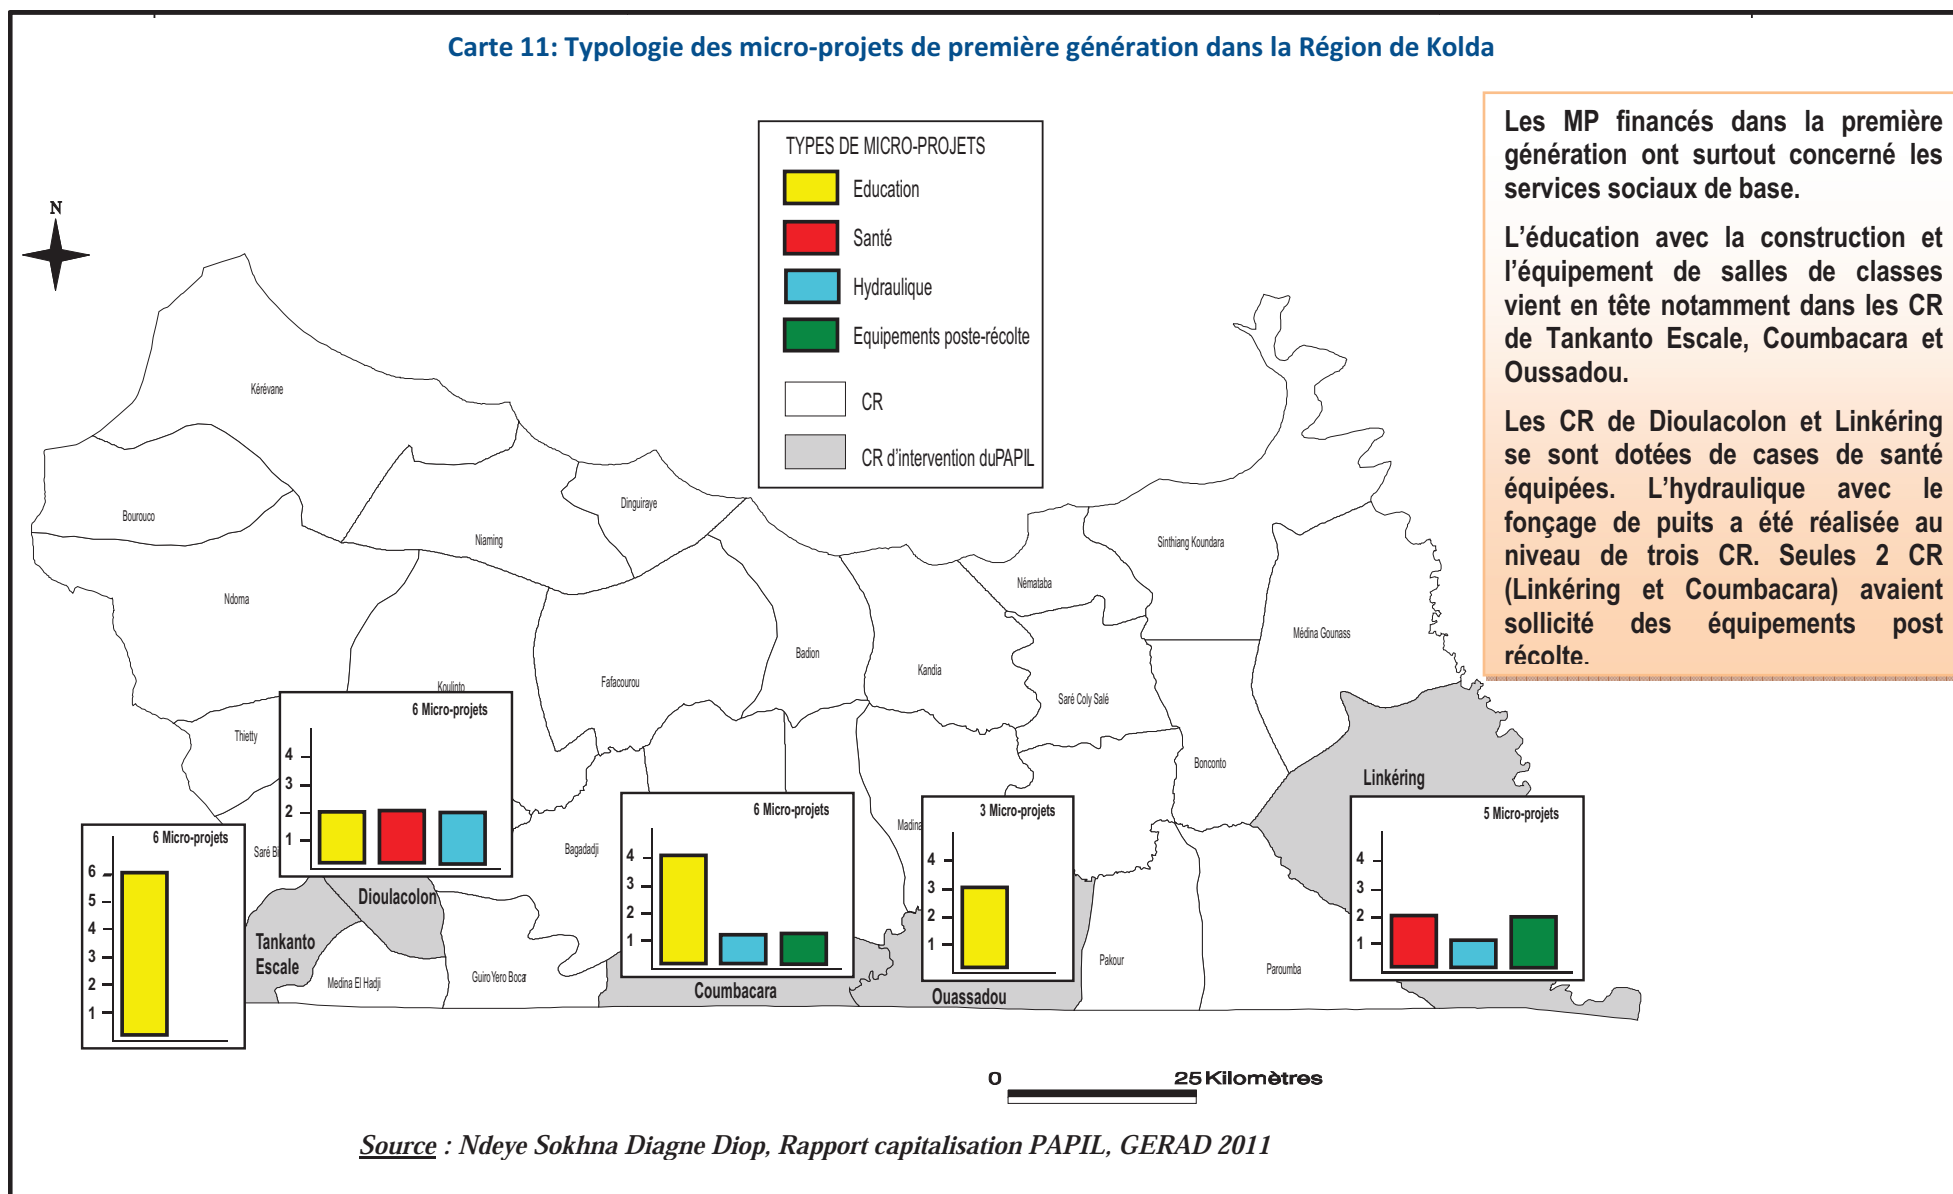 Carte 11: Typologie des micro-projets de première génération dans la Région de Kolda
TYPES DE MICRO-PROJETS
Education
Santé
Hydraulique
Equipements poste-récolte
CR
CR d'intervention duPAPIL
Les MP financés dans la première
génération ont surtout concerné les
services sociaux de base.
L'éducation avec la construction et
l'équipement de salles de classes
vient en tête notamment dans les CR
de Tankanto Escale, Coumbacara et
Oussadou.
Les CR de Dioulacolon et Linkéring
se sont dotées de cases de santé
équipées. L'hydraulique avec le
fonçage de puits a été réalisée au
niveau de trois CR. Seules 2 CR
(Linkéring et Coumbacara) avaient
sollicité des équipements post
récolte.
N
Kérévane
Bourouco
Niaming
Dinguiraye
Sinthiang Koundara
Némataba
Ndoma
Médina Gounass
Badion
Kandia
Fafacourou
Koulinto
Saré Coly Salé
Thietty
Bonconto
Linkéring
6 Micro-projets
4
3
2
1
Dioulacolon
6 Micro-projets
6
5
4
3
2
1
Saré Bi
Tankanto
Escale
Medina El Hadji
Guiro Yero Bocar
Bagadadji
6 Micro-projets
4
3
2
1
Coumbacara
Madina
3 Micro-projets
4
3
2
1
Ouassadou
Pakour
Paroumba
5 Micro-projets
4
3
2
1
0 25 Kilomètres
Source : Ndeye Sokhna Diagne Diop, Rapport capitalisation PAPIL, GERAD 2011